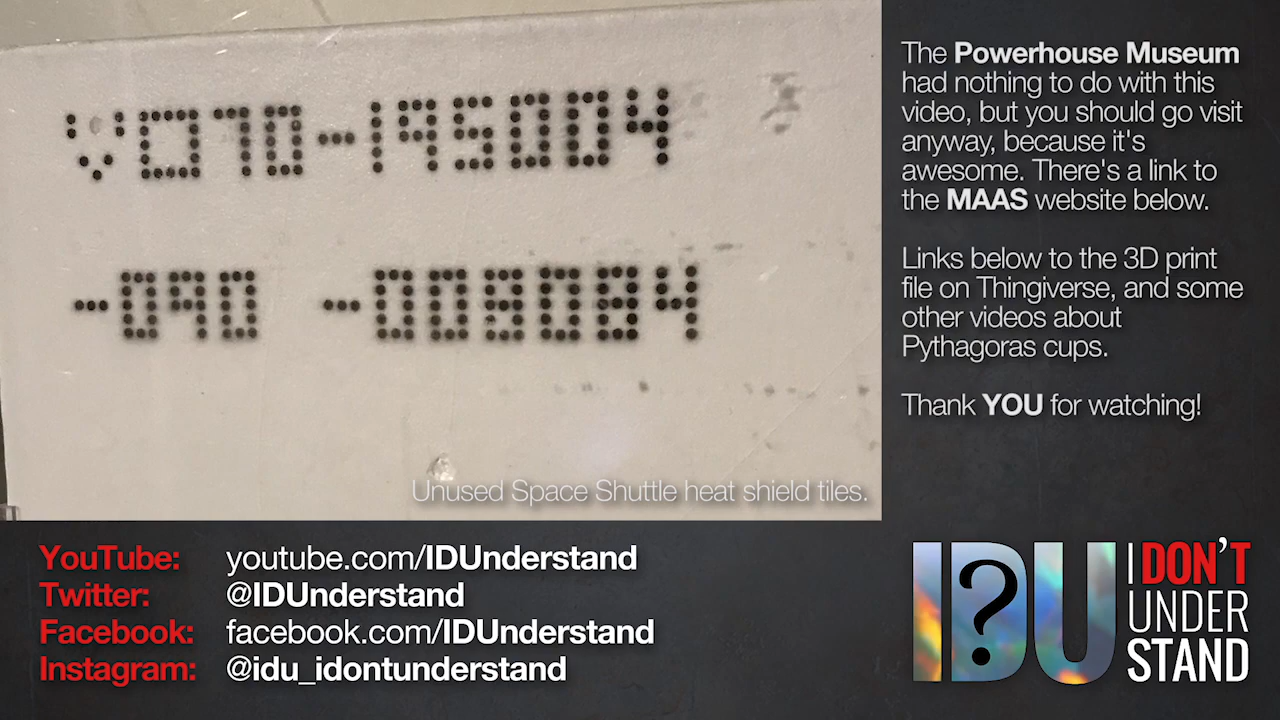 V070-195004
-090 -008084
Unused Space Shuttle heat shield tiles.
The Powerhouse Museum
had nothing to do with this
video, but you should go visit
anyway, because it's
awesome. There's a link to
the MAAS website below.
Links below to the 3D print
file on Thingiverse, and some
other videos about
Pythagoras cups.
Thank YOU for watching!
YouTube: youtube.com/IDUnderstand
Twitter: @IDUnderstand
Facebook: facebook.com/IDUnderstand
Instagram: @idu_idontunderstand
ID?U
I DON'T
UNDER
STAND